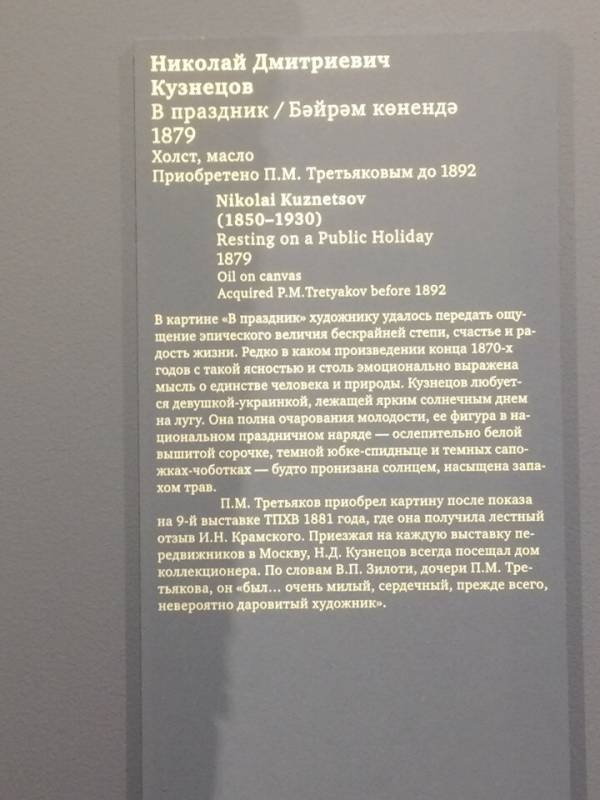 Николай Дмитриевич
Кузнецов
В праздник / Бәйрәм көнендә
1879
Холст, масло
Приобретено П.М. Третьяковым до 1892
Nikolai Kuznetsov
(1850–1930)
Resting on a Public Holiday
1879
Oil on canvas
Acquired P.M.Tretyakov before 1892
В картине «В праздник» художнику удалось передать ощу-
щение эпического величия бескрайней степи, счастье и ра-
дость жизни. Редко в каком произведении конца 1870-х
годов с такой ясностью и столь эмоционально выражена
мысль о единстве человека и природы. Кузнецов любует-
ся девушкой-украинкой, лежащей ярким солнечным днем
на лугу. Она полна очарования молодости, ее фигура в на-
циональном праздничном наряде — ослепительно белой
вышитой сорочке, темной юбке-спидныце и темных сапо-
жках-чоботках — будто пронизана солнцем, насыщена запа-
хом трав.
П.М. Третьяков приобрел картину после показа
на 9-й выставке ТПХВ 1881 года, где она получила лестный
отзыв И.Н. Крамского. Приезжая на каждую выставку пе-
редвижников в Москву, Н.Д. Кузнецов всегда посещал дом
коллекционера. По словам В.П. Зилоти, дочери П.М. Тре-
тьякова, он «был... очень милый, сердечный, прежде всего,
невероятно даровитый художник».